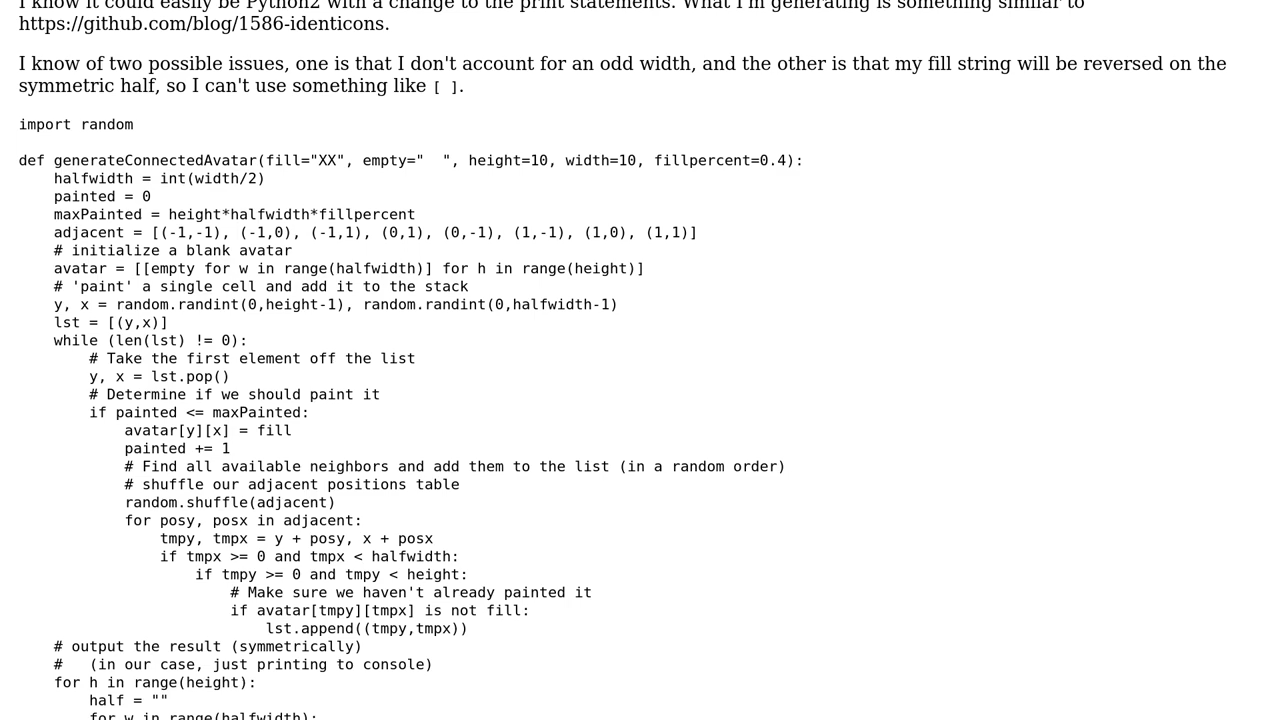 I know it could easily be Python2 with a change to the print statements. What I'm generating is something similar to
https://github.com/blog/1586-identicons.
I know of two possible issues, one is that I don't account for an odd width, and the other is that my fill string will be reversed on the
symmetric half, so I can't use something like [ ].
import random
def generateConnectedAvatar(fill="XX", empty="  ", height=10, width=10, fillpercent=0.4):
    halfwidth = int(width/2)
    painted = 0
    maxPainted = height*halfwidth*fillpercent
    adjacent = [(-1,-1), (-1,0), (-1,1), (0,1), (0,-1), (1,-1), (1,0), (1,1)]
    # initialize a blank avatar
    avatar = [[empty for w in range(halfwidth)] for h in range(height)]
    # 'paint' a single cell and add it to the stack
    y, x = random.randint(0,height-1), random.randint(0,halfwidth-1)
    lst = [(y,x)]
    while (len(lst) != 0):
        # Take the first element off the list
        y, x = lst.pop()
        # Determine if we should paint it
        if painted <= maxPainted:
            avatar[y][x] = fill
            painted += 1
            # Find all available neighbors and add them to the list (in a random order)
            # shuffle our adjacent positions table
            random.shuffle(adjacent)
            for posy, posx in adjacent:
                tmpy, tmpx = y + posy, x + posx
                if tmpx >= 0 and tmpx < halfwidth:
                    if tmpy >= 0 and tmpy < height:
                        # Make sure we haven't already painted it
                        if avatar[tmpy][tmpx] is not fill:
                            lst.append((tmpy,tmpx))
    # output the result (symmetrically)
    #   (in our case, just printing to console)
    for h in range(height):
        half = ""
        for w in range(halfwidth):